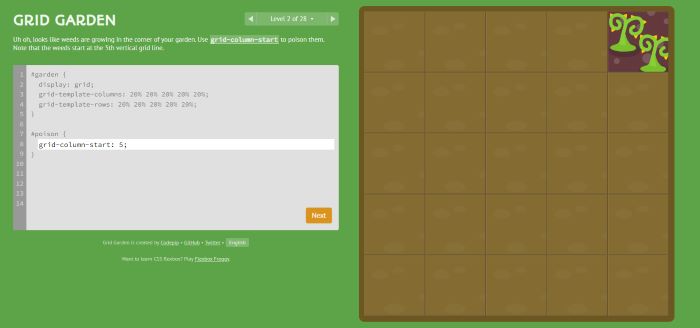 GRID GARDEN
◀ Level 2 of 28 ▾ ▶
Uh oh, looks like weeds are growing in the corner of your garden. Use grid-column-start to poison them.
Note that the weeds start at the 5th vertical grid line.
1 #garden {
2 display: grid;
3 grid-template-columns: 20% 20% 20% 20% 20%;
4 grid-template-rows: 20% 20% 20% 20% 20%;
5 }
6
7 #poison {
8 grid-column-start: 5;
9 }
10
11
12
13
14
Next
Grid Garden is created by Codepip • GitHub • Twitter • English
Want to learn CSS flexbox? Play Flexbox Froggy.